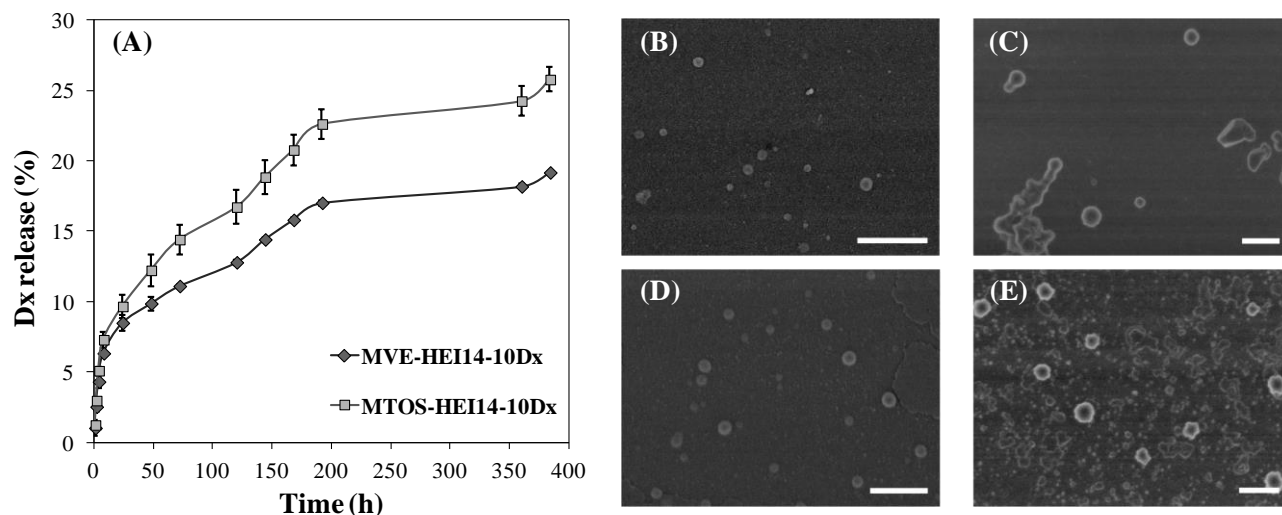 (A)
30
25
20
15
10
5
0
Dx release (%)
0 50 100 150 200 250 300 350 400
Time (h)
MVE-HEI14-10Dx
MTOS-HEI14-10Dx
(B)
(C)
(D)
(E)